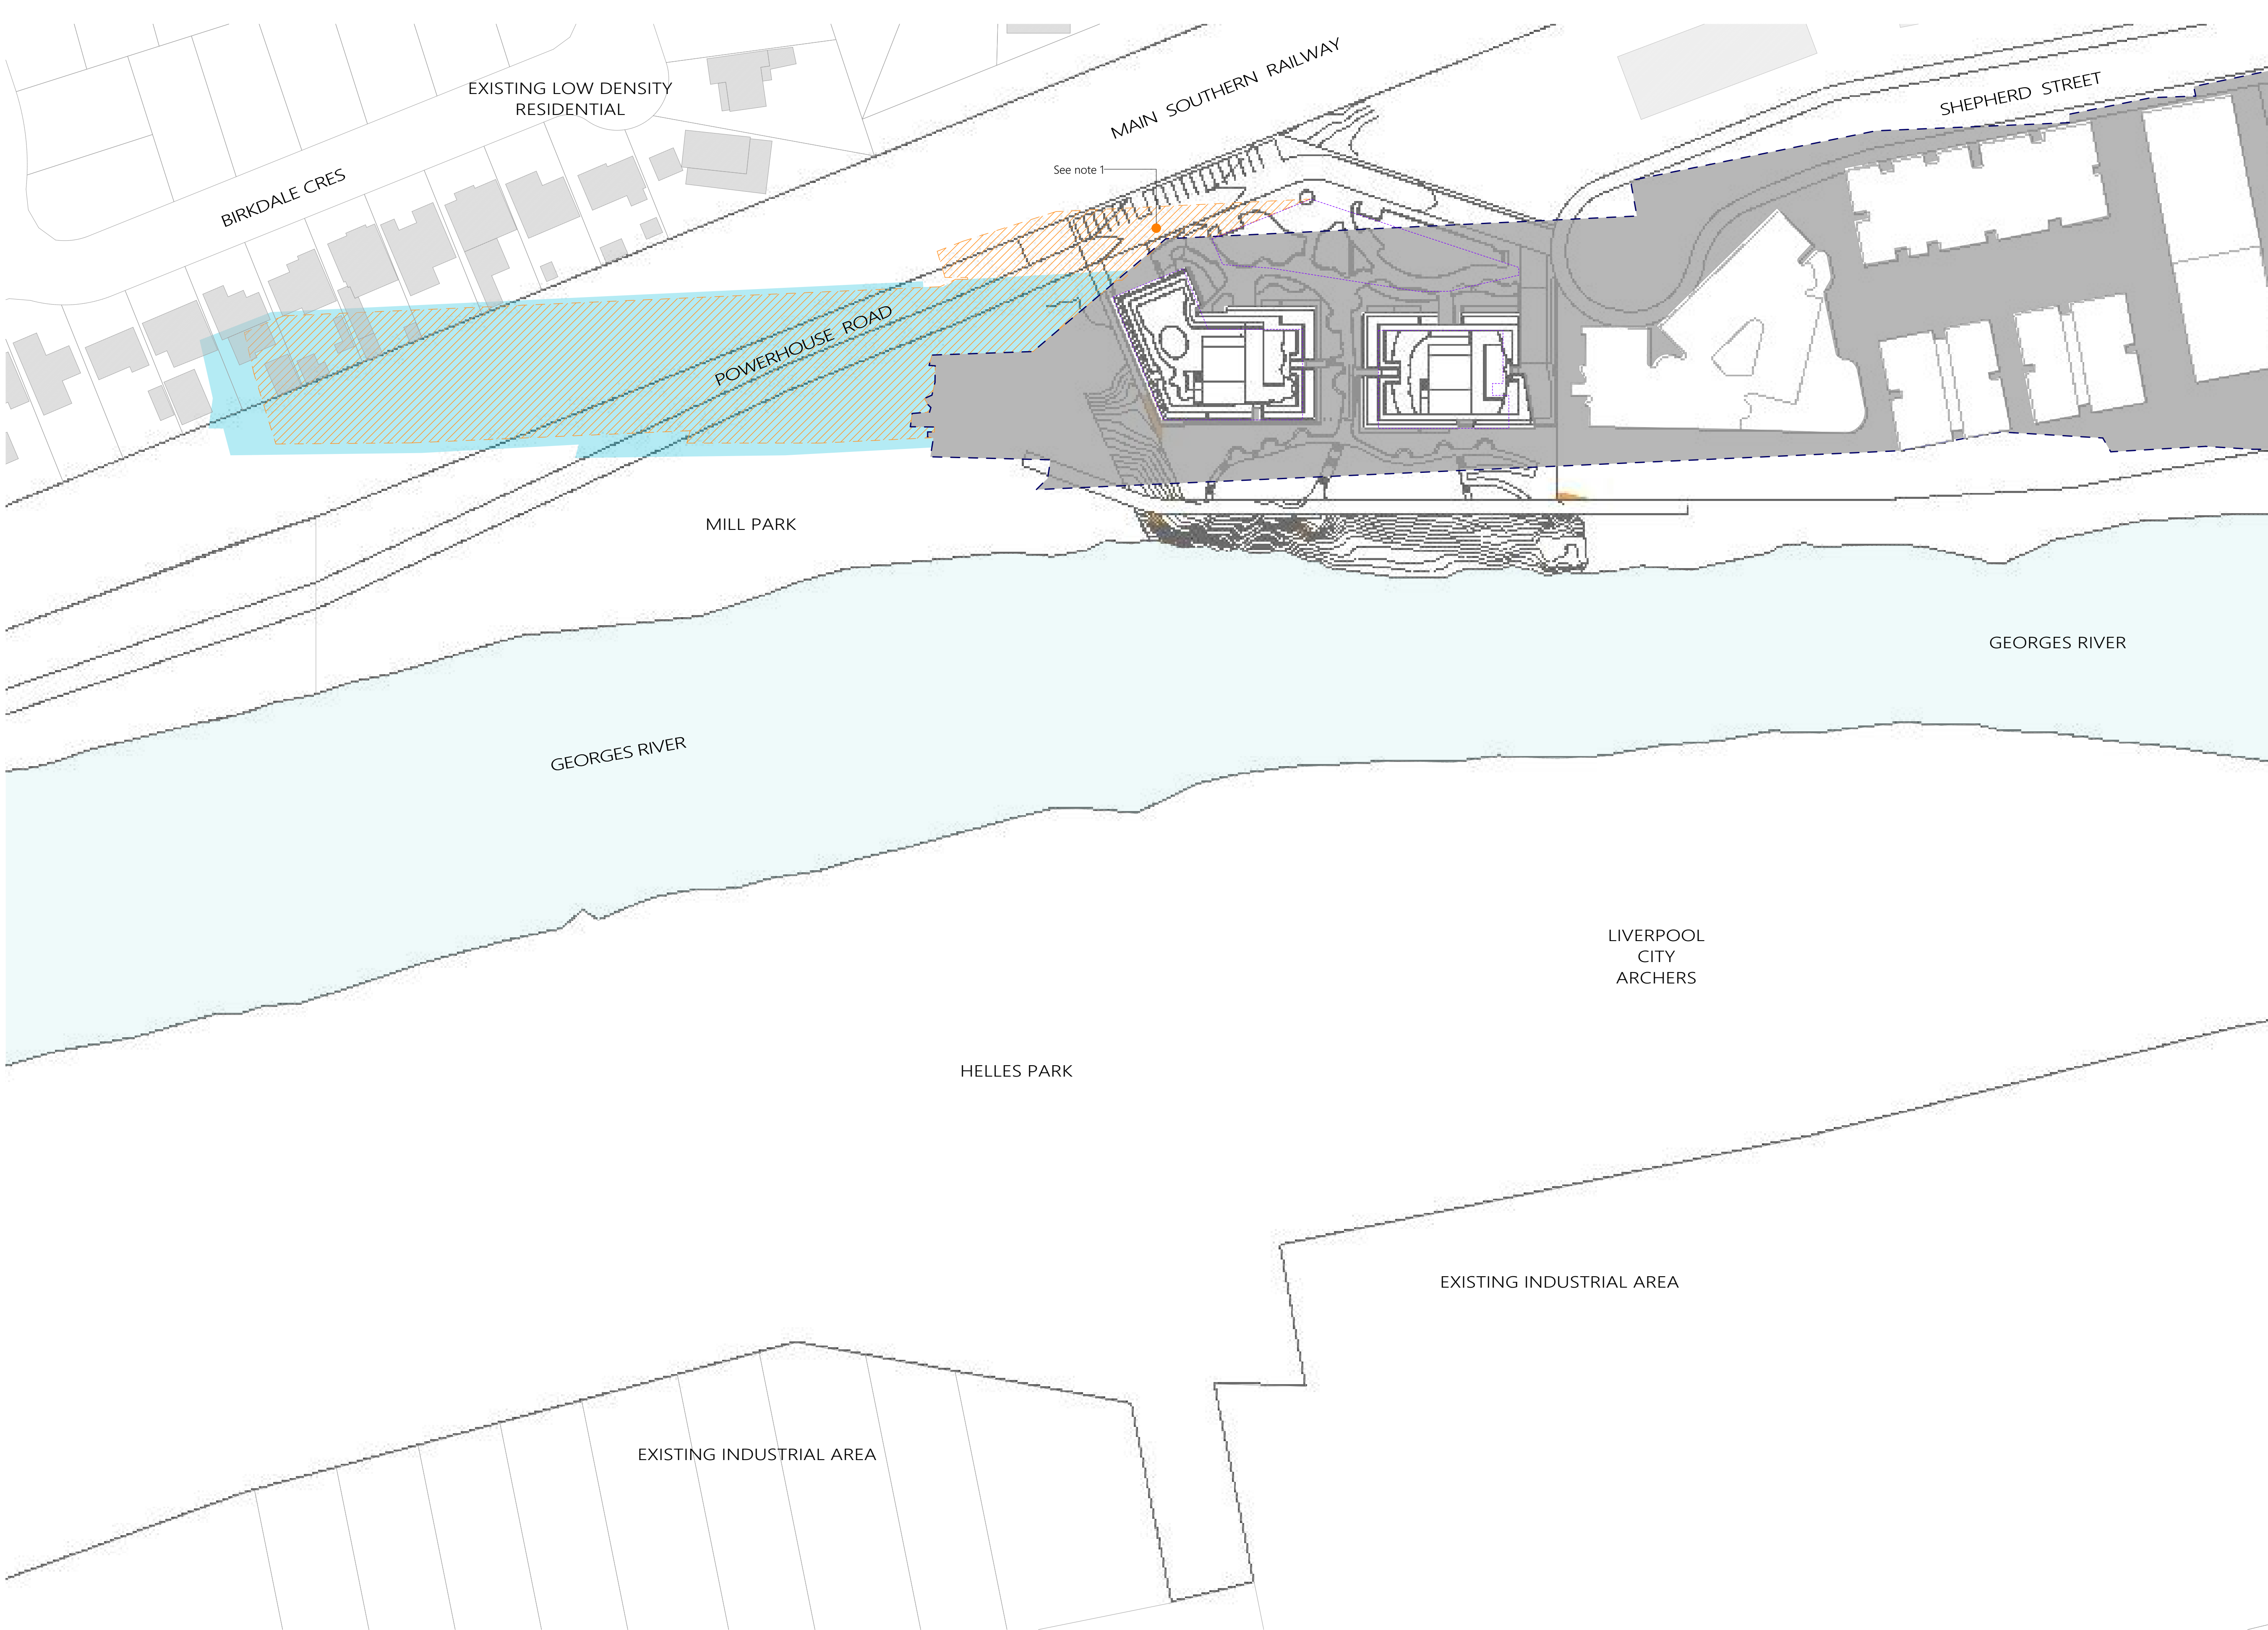 MAIN SOUTHERN RAILWAY
EXISTING LOW DENSITY
RESIDENTIAL
SHEPHERD STREET
See note 1
BIRKDALE CRES
POWERHOUSE ROAD
MILL PARK
GEORGES RIVER
GEORGES RIVER
LIVERPOOL
CITY
ARCHERS
HELLES PARK
EXISTING INDUSTRIAL AREA
EXISTING INDUSTRIAL AREA